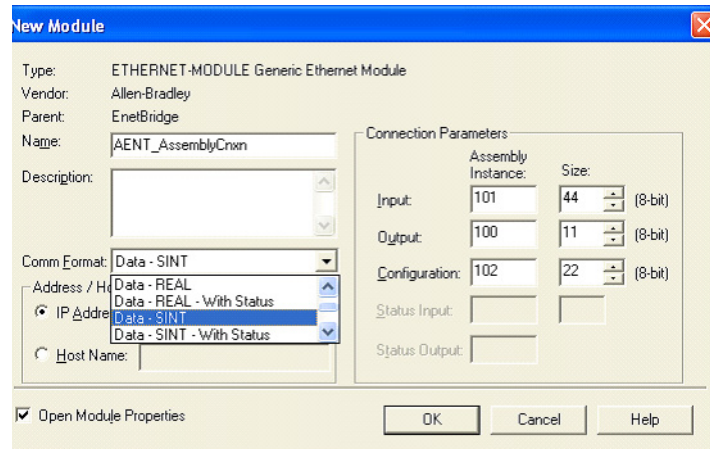 New Module
Type: ETHERNET-MODULE Generic Ethernet Module
Vendor: Allen-Bradley
Parent: EnetBridge
Name: AENT_AssemblyCnxn
Description:
Comm Format: Data - SINT
Data - REAL
Data - REAL - With Status
Data - SINT
Data - SINT - With Status
Address / H
IP Addre
Host Name:
Connection Parameters
Assembly Instance: Size:
Input: 101 44 (8-bit)
Output: 100 11 (8-bit)
Configuration: 102 22 (8-bit)
Status Input:
Status Output:
Open Module Properties
OK Cancel Help